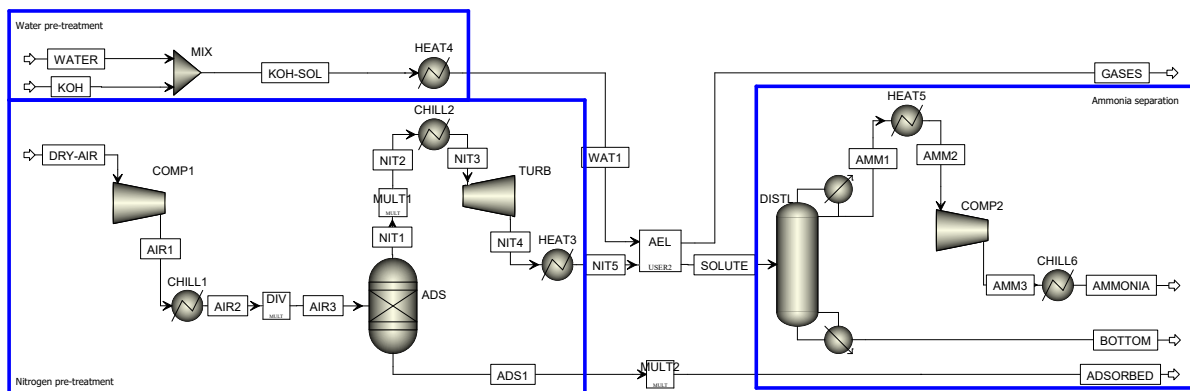 Water pre-treatment
WATER
MIX
HEAT4
KOH-SOL
KOH
GASES
HEAT5
Ammonia separation
CHILL2
DRY-AIR
NIT2
NIT3
WAT1
AMM1
AMM2
COMP1
TURB
MULT1
MULT
DISTL
COMP2
NIT1
NIT4
AEL
USER2
AIR1
HEAT3
NIT5
SOLUTE
CHILL1
CHILL6
ADS
AIR2
DIV
MULT
AIR3
AMM3
AMMONIA
BOTTOM
MULT2
MULT
Nitrogen pre-treatment
ADS1
ADSORBED